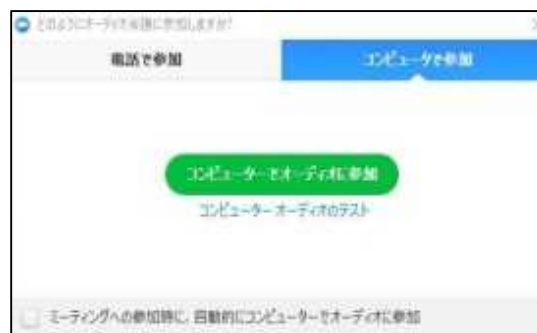 どのようにオーディオ会議に参加しますか?
電話で参加
コンピュータで参加
コンピューターでオーディオに参加
コンピューター オーディオのテスト
ミーティングへの参加時に、自動的にコンピューターでオーディオに参加